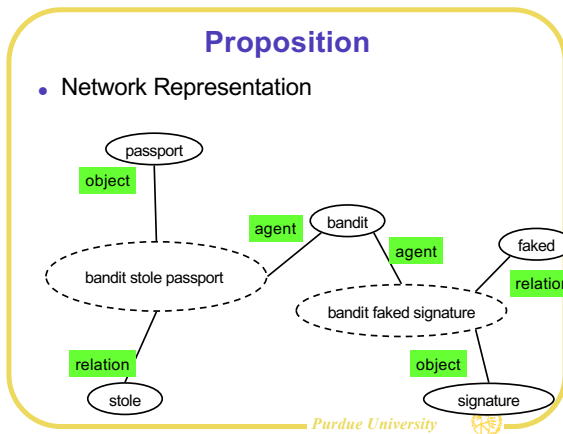 Proposition
• Network Representation
passport
object
bandit
agent
faked
agent
bandit stole passport
relation
bandit faked signature
relation
object
stole
signature
Purdue University